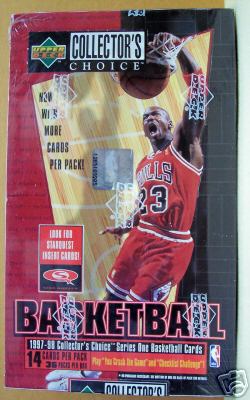 UPPER DECK
COLLECTOR'S
CHOICE
NOW
WITH
MORE
CARDS
PER PACK!
BULLS
23
LOOK FOR
STARQUEST
INSERT CARDS!
BASKETBALL
1997-98 Collector's Choice Series One Basketball Cards
14 CARDS PER PACK
36 PACKS PER BOX
Play "You Crash the Game" and "Checklist Challenge"!
NBA
COLLECTOR'S